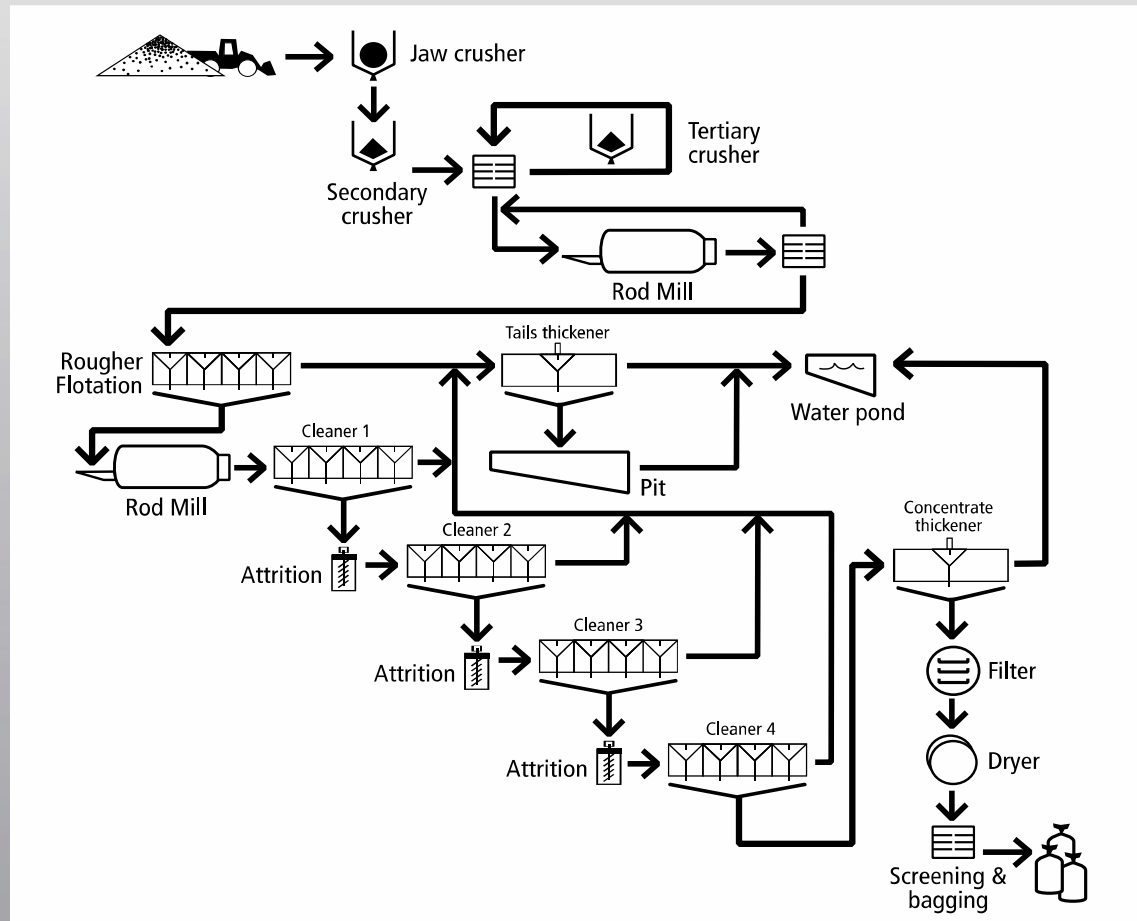 Jaw crusher
Tertiary
crusher
Secondary
crusher
Rod Mill
Tails thickener
Rougher
Flotation
Water pond
Cleaner 1
Pit
Rod Mill
Concentrate
thickener
Cleaner 2
Attrition
Cleaner 3
Attrition
Filter
Cleaner 4
Attrition
Dryer
Screening &
bagging